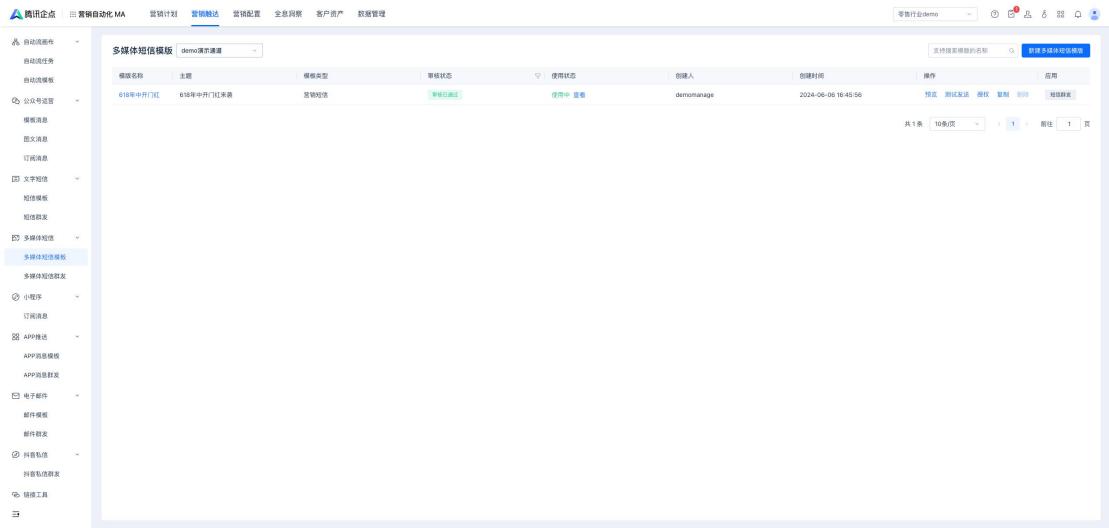 腾讯企点 营销自动化 MA 营销计划 营销触达 营销配置 全息洞察 客户资产 数据管理 零售行业demo
自动流画布
自动流任务
自动流模板
公众号运营
模板消息
图文消息
订阅消息
文字短信
短信模板
短信群发
多媒体短信
多媒体短信模板
多媒体短信群发
小程序
订阅消息
APP推送
APP消息模板
APP消息群发
电子邮件
邮件模板
邮件群发
抖音私信
抖音私信群发
链接工具
多媒体短信模版 demo演示通道 支持搜索模版的名称 新建多媒体短信模版
模版名称 主题 模板类型 审核状态 使用状态 创建人 创建时间 操作 应用
618年中开门红 618年中开门红来袭 营销短信 审核已通过 使用中 查看 demomanage 2024-06-06 16:45:56 预览 测试发送 授权 复制 删除 短信群发
共 1 条 10条/页 1 前往 1 页